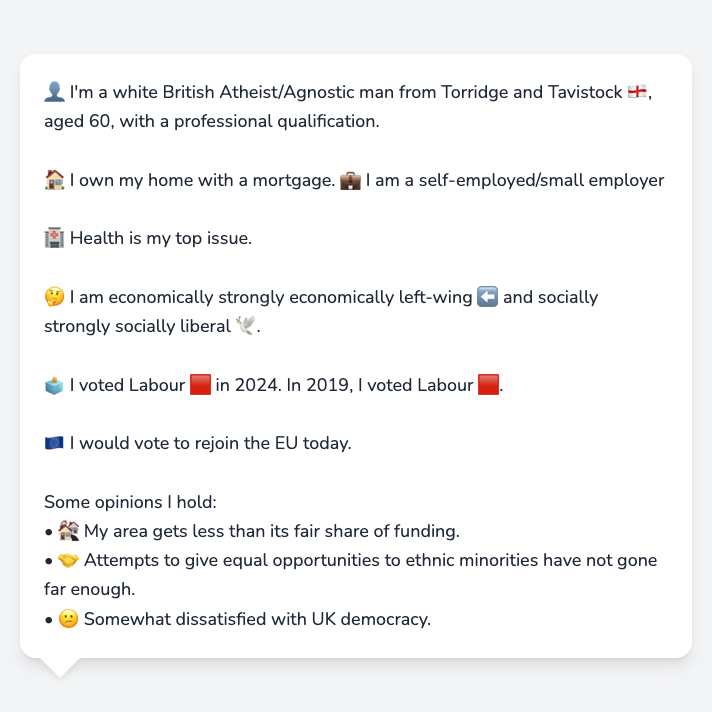 👤 I'm a white British Atheist/Agnostic man from Torridge and Tavistock 🏴󠁧󠁢󠁥󠁮󠁧󠁿,
aged 60, with a professional qualification.
🏠 I own my home with a mortgage. 💼 I am a self-employed/small employer
🏥 Health is my top issue.
🤔 I am economically strongly economically left-wing ⬅️ and socially
strongly socially liberal 🕊️.
🗳️ I voted Labour 🟥 in 2024. In 2019, I voted Labour 🟥.
🇪🇺 I would vote to rejoin the EU today.
Some opinions I hold:
• 🏘️ My area gets less than its fair share of funding.
• 🤝 Attempts to give equal opportunities to ethnic minorities have not gone
far enough.
• 😕 Somewhat dissatisfied with UK democracy.